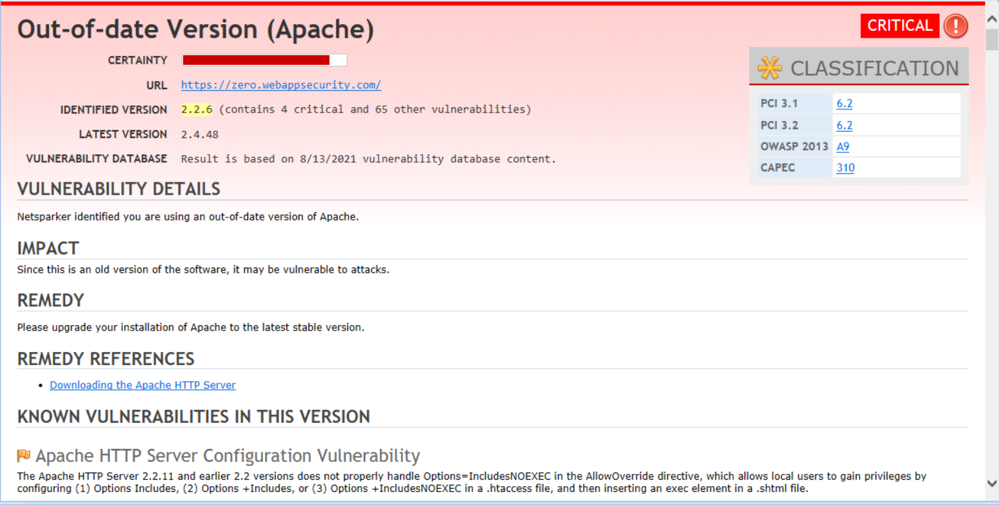 Out-of-date Version (Apache)
CRITICAL
CERTAINTY
URL https://zero.webappsecurity.com/
IDENTIFIED VERSION 2.2.6 (contains 4 critical and 65 other vulnerabilities)
LATEST VERSION 2.4.48
VULNERABILITY DATABASE Result is based on 8/13/2021 vulnerability database content.
CLASSIFICATION
PCI 3.1 6.2
PCI 3.2 6.2
OWASP 2013 A9
CAPEC 310
VULNERABILITY DETAILS
Netsparker identified you are using an out-of-date version of Apache.
IMPACT
Since this is an old version of the software, it may be vulnerable to attacks.
REMEDY
Please upgrade your installation of Apache to the latest stable version.
REMEDY REFERENCES
• Downloading the Apache HTTP Server
KNOWN VULNERABILITIES IN THIS VERSION
Apache HTTP Server Configuration Vulnerability
The Apache HTTP Server 2.2.11 and earlier 2.2 versions does not properly handle Options=IncludesNOEXEC in the AllowOverride directive, which allows local users to gain privileges by
configuring (1) Options Includes, (2) Options +Includes, or (3) Options +IncludesNOEXEC in a .htaccess file, and then inserting an exec element in a .shtml file.